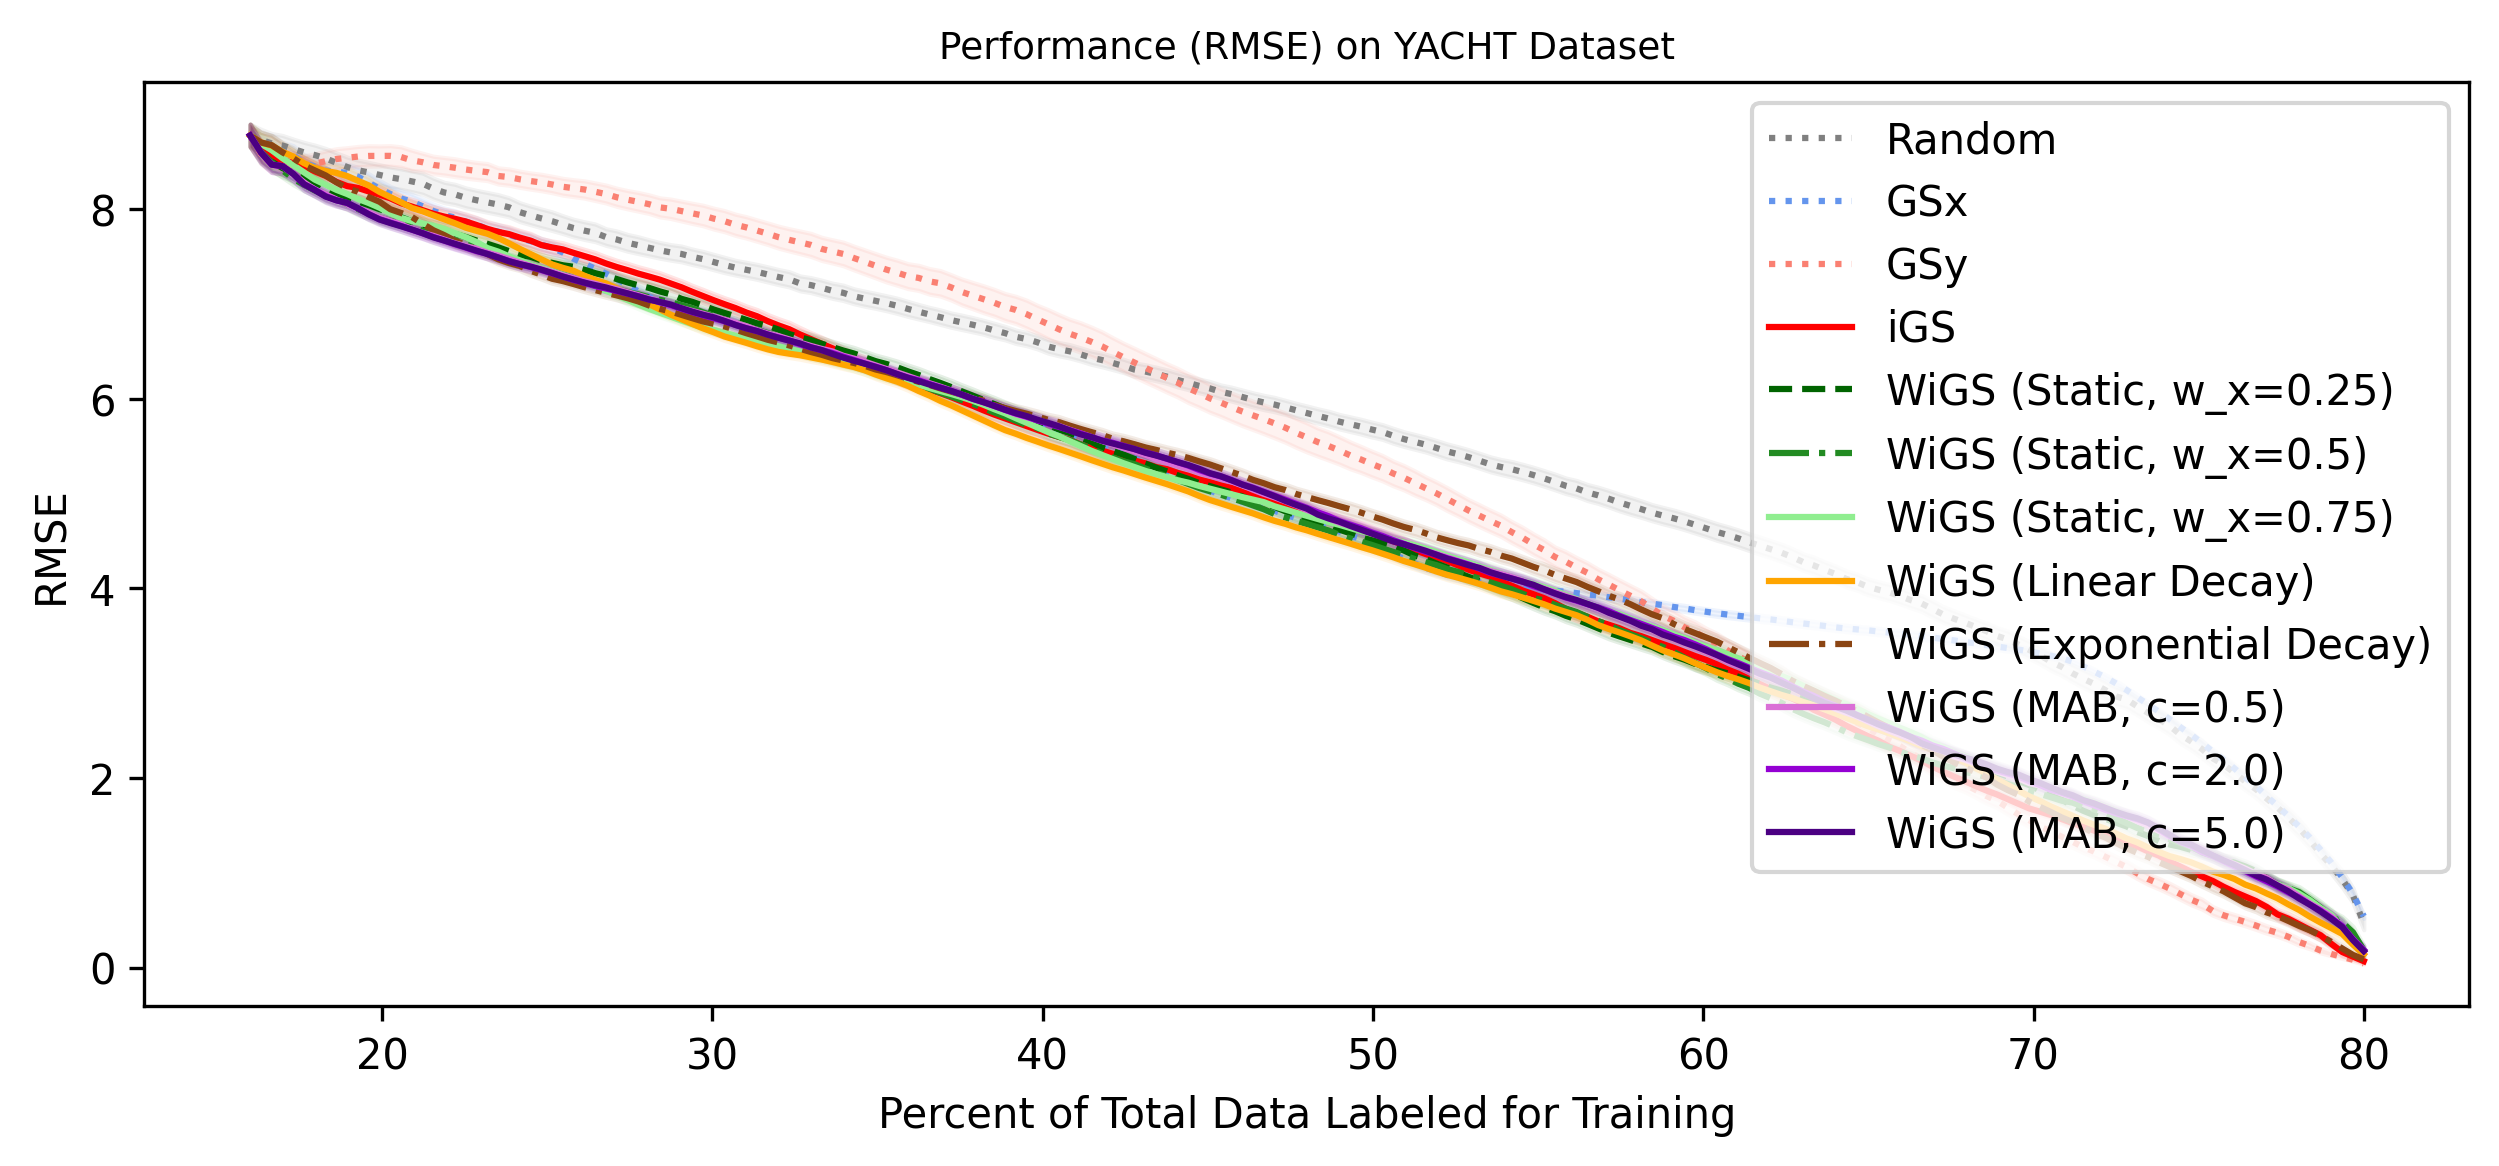 Performance (RMSE) on YACHT Dataset
RMSE
8
6
4
2
0
Random
GSx
GSy
iGS
WiGS (Static, w_x=0.25)
WiGS (Static, w_x=0.5)
WiGS (Static, w_x=0.75)
WiGS (Linear Decay)
WiGS (Exponential Decay)
WiGS (MAB, c=0.5)
WiGS (MAB, c=2.0)
WiGS (MAB, c=5.0)
20 30 40 50 60 70 80
Percent of Total Data Labeled for Training